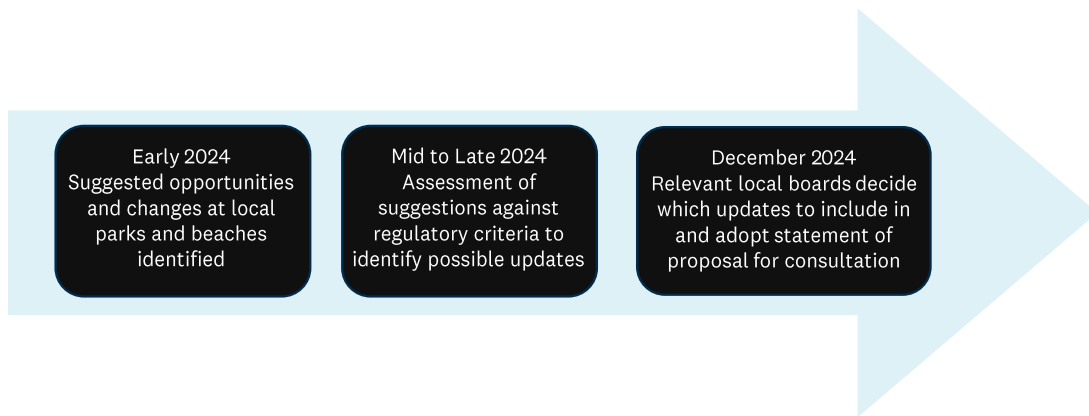 Early 2024
Suggested opportunities
and changes at local
parks and beaches
identified
Mid to Late 2024
Assessment of
suggestions against
regulatory criteria to
identify possible updates
December 2024
Relevant local boards decide
which updates to include in
and adopt statement of
proposal for consultation